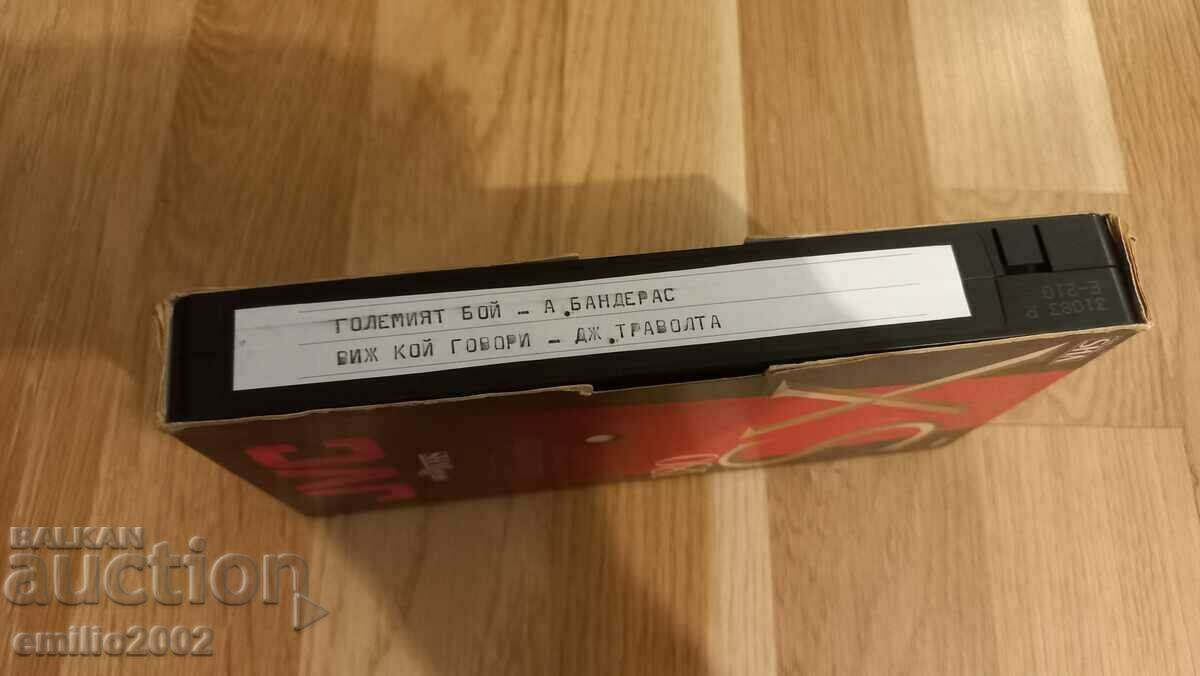 ГОЛЕМИЯТ БОЙ - А.БАНДЕРАС
ВИЖ КОЙ ГОВОРИ - ДЖ.ТРАВОЛТА
31083 P
E-210
JVC
BALKAN
auction
emilio2002